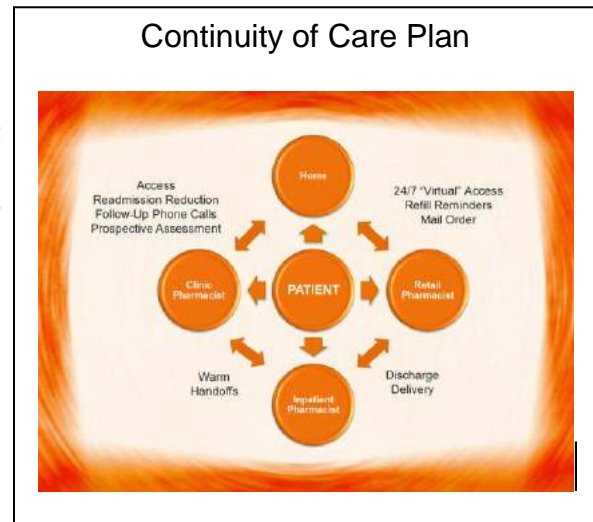 Continuity of Care Plan
Home
Access
Readmission Reduction
Follow-Up Phone Calls
Prospective Assessment
24/7 "Virtual" Access
Refill Reminders
Mail Order
Clinic
Pharmacist
PATIENT
Retail
Pharmacist
Warm
Handoffs
Discharge
Delivery
Inpatient
Pharmacist